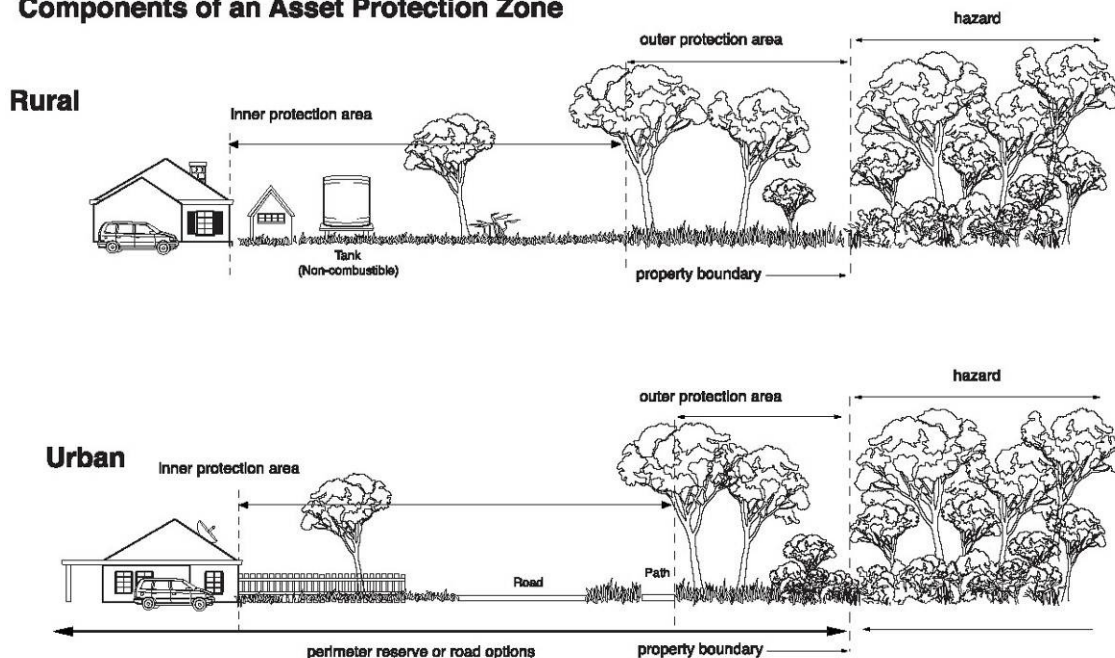 Components of an Asset Protection Zone
hazard
outer protection area
Rural
inner protection area
Tank
(Non-combustible)
property boundary
hazard
outer protection area
Urban
inner protection area
Road
Path
perimeter reserve or road options
property boundary